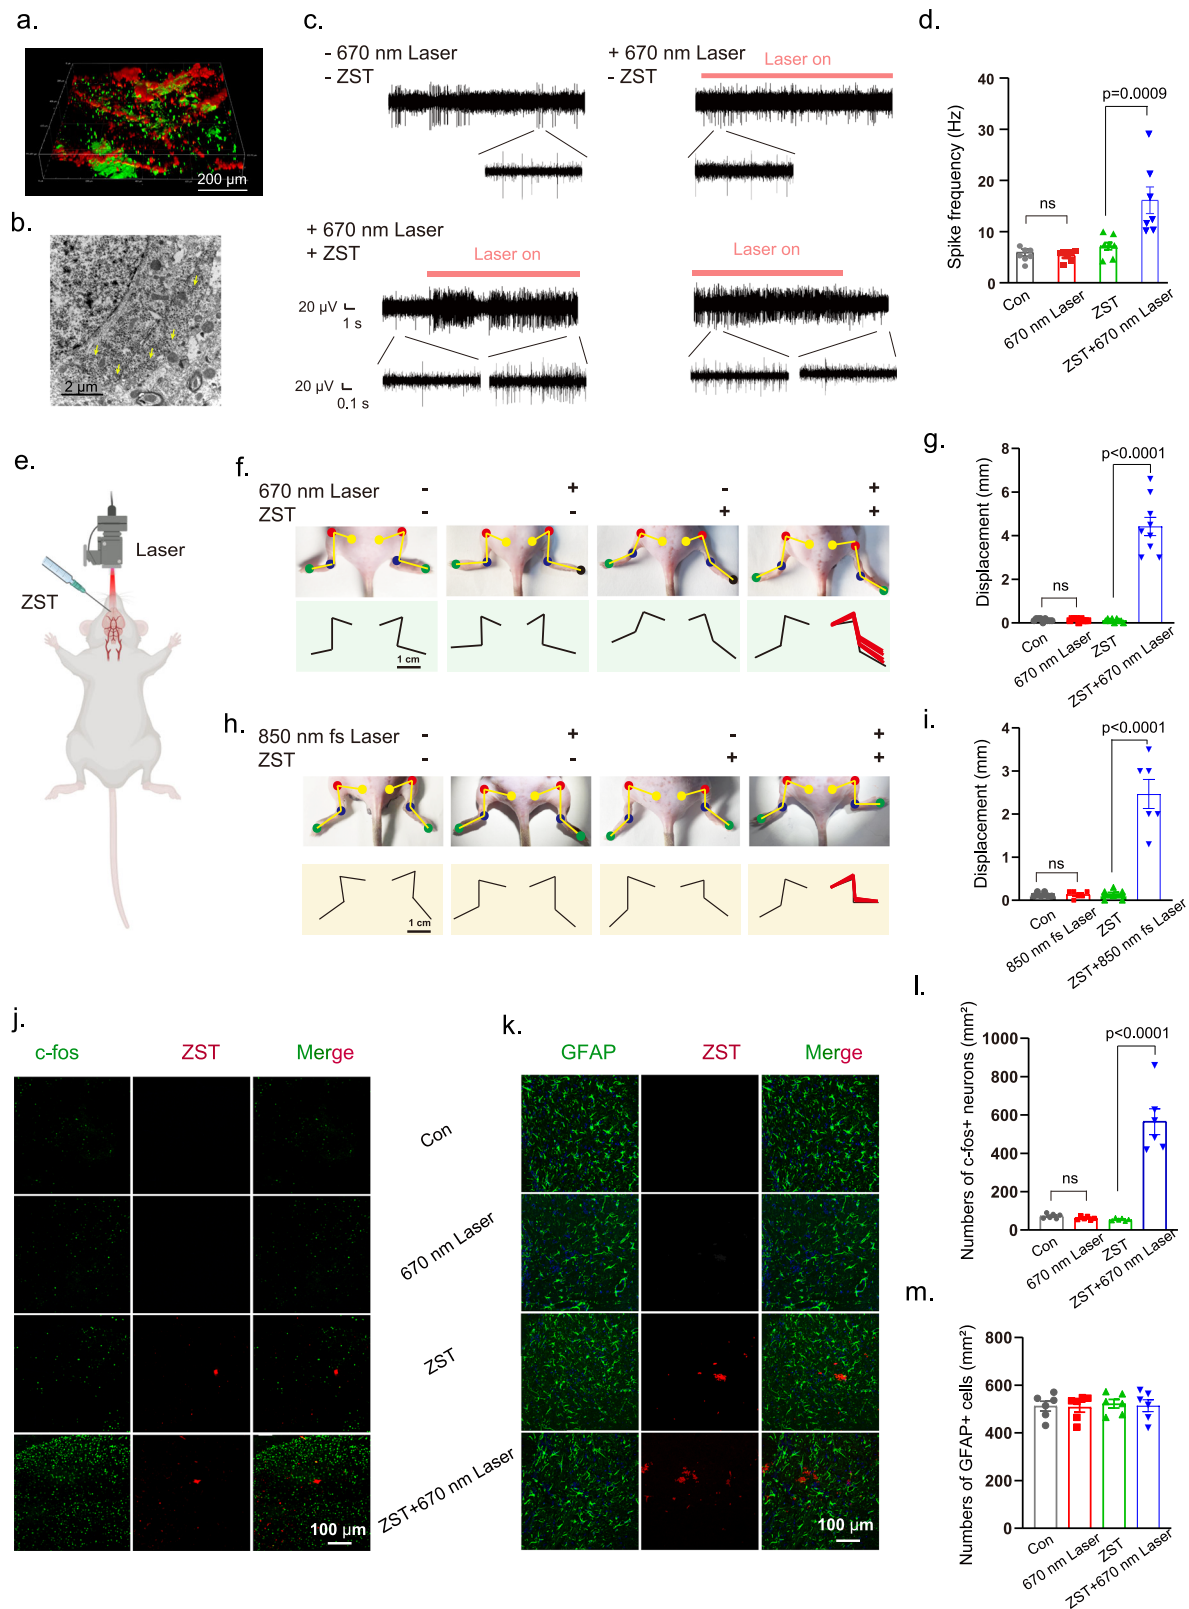 a.
200 µm
b.
2 µm
c.
- 670 nm Laser
- ZST
+ 670 nm Laser
- ZST
Laser on
+ 670 nm Laser
+ ZST
Laser on
Laser on
20 µV
1 s
20 µV
0.1 s
d.
Spike frequency (Hz)
40
30
20
10
0
ns
p=0.0009
Con
670 nm Laser
ZST
ZST+670 nm Laser
e.
Laser
ZST
f.
670 nm Laser - + - +
ZST - - + +
1 cm
g.
Displacement (mm)
8
6
4
2
0
ns
p<0.0001
Con
670 nm Laser
ZST
ZST+670 nm Laser
h.
850 nm fs Laser - + - +
ZST - - + +
1 cm
i.
Displacement (mm)
4
3
2
1
0
ns
p<0.0001
Con
850 nm fs Laser
ZST
ZST+850 nm fs Laser
j.
c-fos ZST Merge
100 µm
Con
670 nm Laser
ZST
ZST+670 nm Laser
k.
GFAP ZST Merge
100 µm
l.
Numbers of c-fos+ neurons (mm²)
1000
800
600
400
200
0
ns
p<0.0001
Con
670 nm Laser
ZST
ZST+670 nm Laser
m.
Numbers of GFAP+ cells (mm²)
800
600
400
200
0
Con
670 nm Laser
ZST
ZST+670 nm Laser